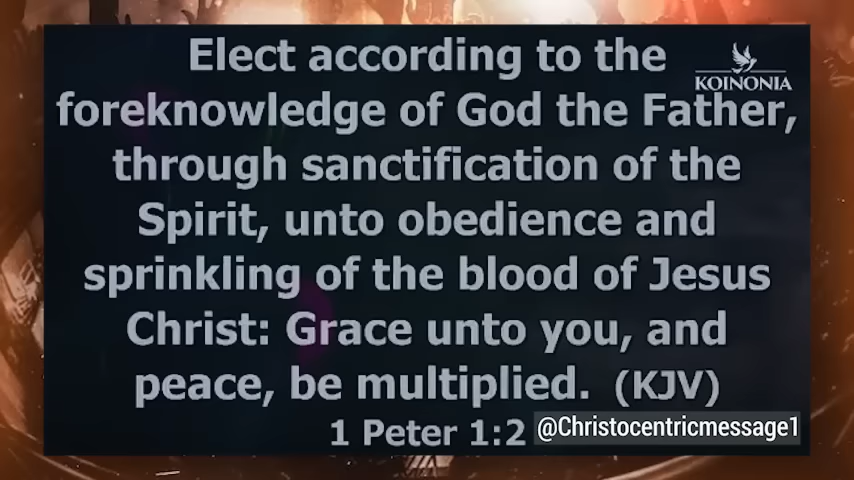 Elect according to the
KOINONIA
foreknowledge of God the Father,
through sanctification of the
Spirit, unto obedience and
sprinkling of the blood of Jesus
Christ: Grace unto you, and
peace, be multiplied. (KJV)
1 Peter 1:2
@Christocentricmessage1